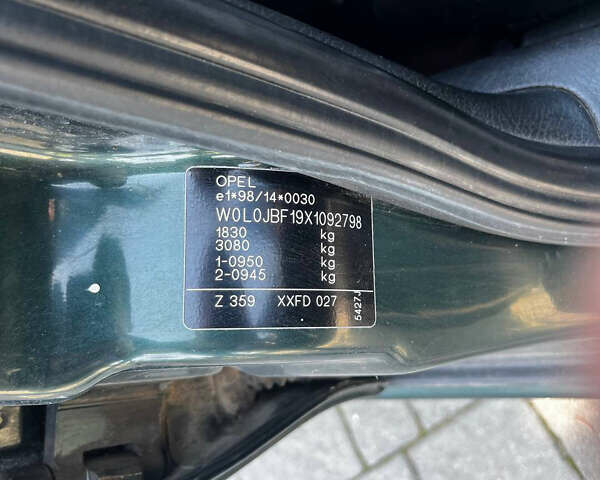 OPEL
e1*98/14*0030
W0L0JBF19X1092798
1830 kg
3080 kg
1-0950 kg
2-0945 kg
Z 359 XXFD 027
5427J